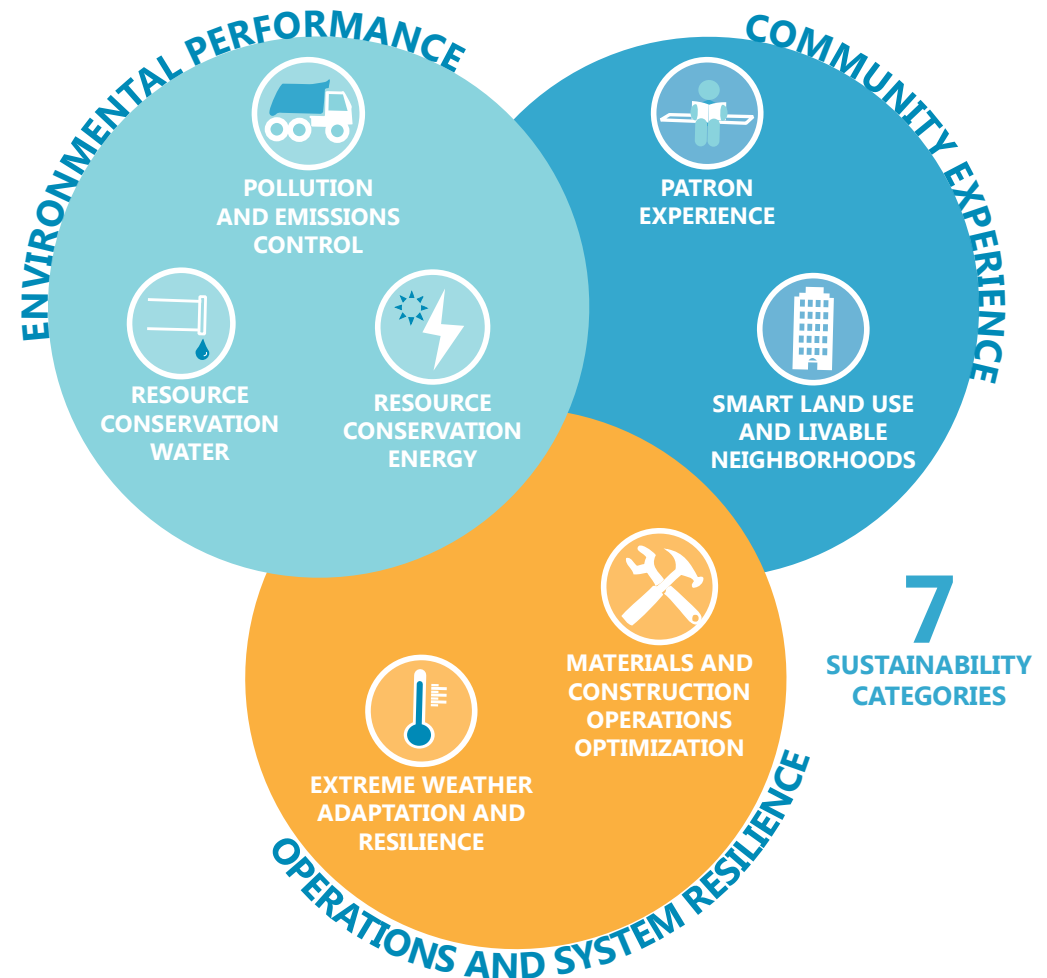 ENVIRONMENTAL PERFORMANCE
POLLUTION
AND EMISSIONS
CONTROL
RESOURCE
CONSERVATION
WATER
RESOURCE
CONSERVATION
ENERGY
COMMUNITY EXPERIENCE
PATRON
EXPERIENCE
SMART LAND USE
AND LIVABLE
NEIGHBORHOODS
MATERIALS AND
CONSTRUCTION
OPERATIONS
OPTIMIZATION
EXTREME WEATHER
ADAPTATION AND
RESILIENCE
OPERATIONS AND SYSTEM RESILIENCE
7
SUSTAINABILITY
CATEGORIES